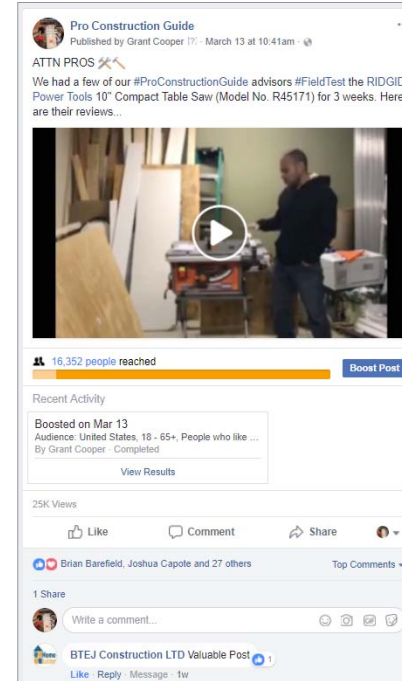 Pro Construction Guide
Published by Grant Cooper [?] · March 13 at 10:41am ·
ATTN PROS
We had a few of our #ProConstructionGuide advisors #FieldTest the RIDGID
Power Tools 10" Compact Table Saw (Model No. R45171) for 3 weeks. Here
are their reviews...
16,352 people reached
Boost Post
Recent Activity
Boosted on Mar 13
Audience: United States, 18 - 65+, People who like ...
By Grant Cooper · Completed
View Results
25K Views
Like Comment Share
Brian Barefield, Joshua Capote and 27 others Top Comments
1 Share
Write a comment...
BTEJ Construction LTD Valuable Post 1
Like · Reply · Message · 1w